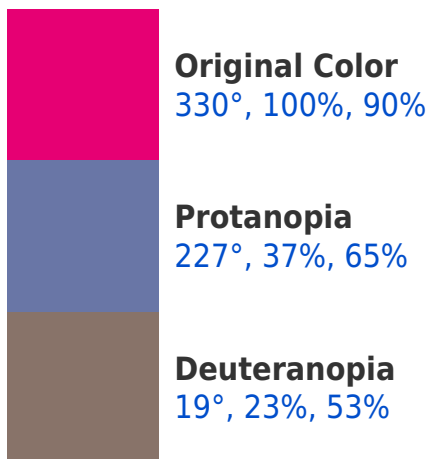 Original Color
330°, 100%, 90%
Protanopia
227°, 37%, 65%
Deuteranopia
19°, 23%, 53%